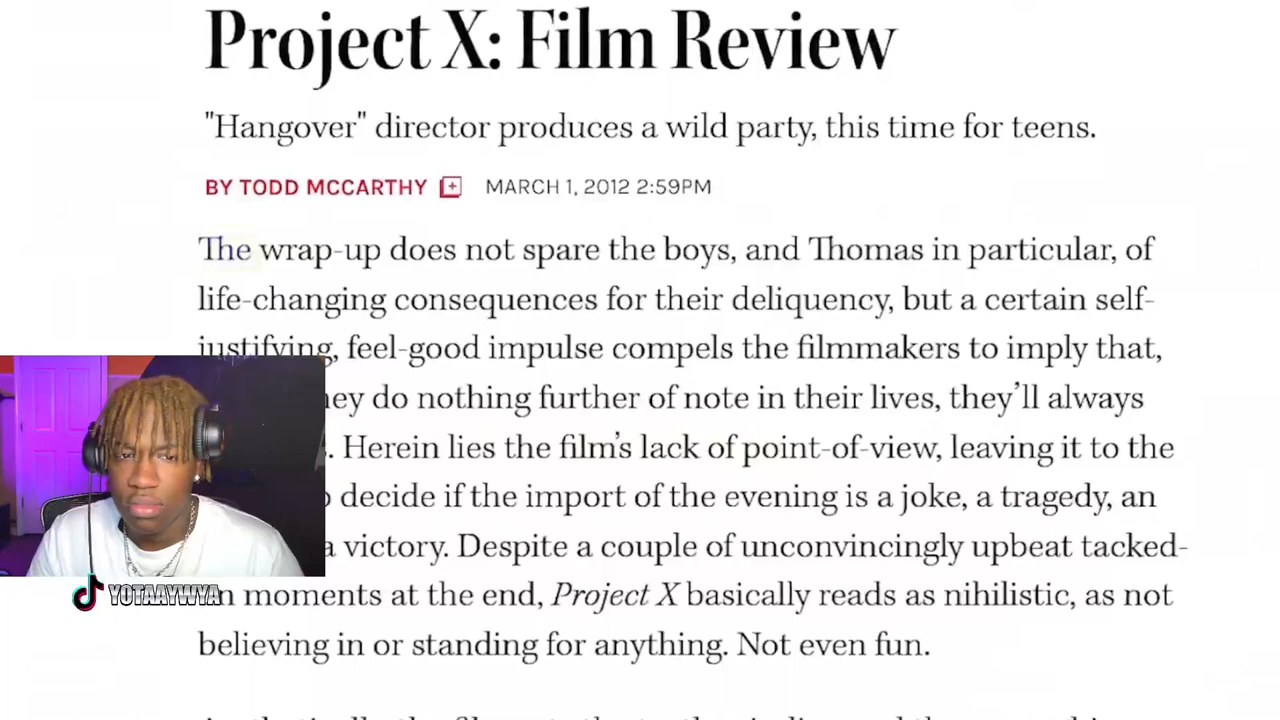 Project X: Film Review
"Hangover" director produces a wild party, this time for teens.
BY TODD MCCARTHY MARCH 1, 2012 2:59PM
The wrap-up does not spare the boys, and Thomas in particular, of
life-changing consequences for their deliquency, but a certain self-
justifying, feel-good impulse compels the filmmakers to imply that,
do nothing further of note in their lives, they'll always
Herein lies the film's lack of point-of-view, leaving it to the
decide if the import of the evening is a joke, a tragedy, an
a victory. Despite a couple of unconvincingly upbeat tacked-
moments at the end, Project X basically reads as nihilistic, as not
believing in or standing for anything. Not even fun.
YOTAAYWYA